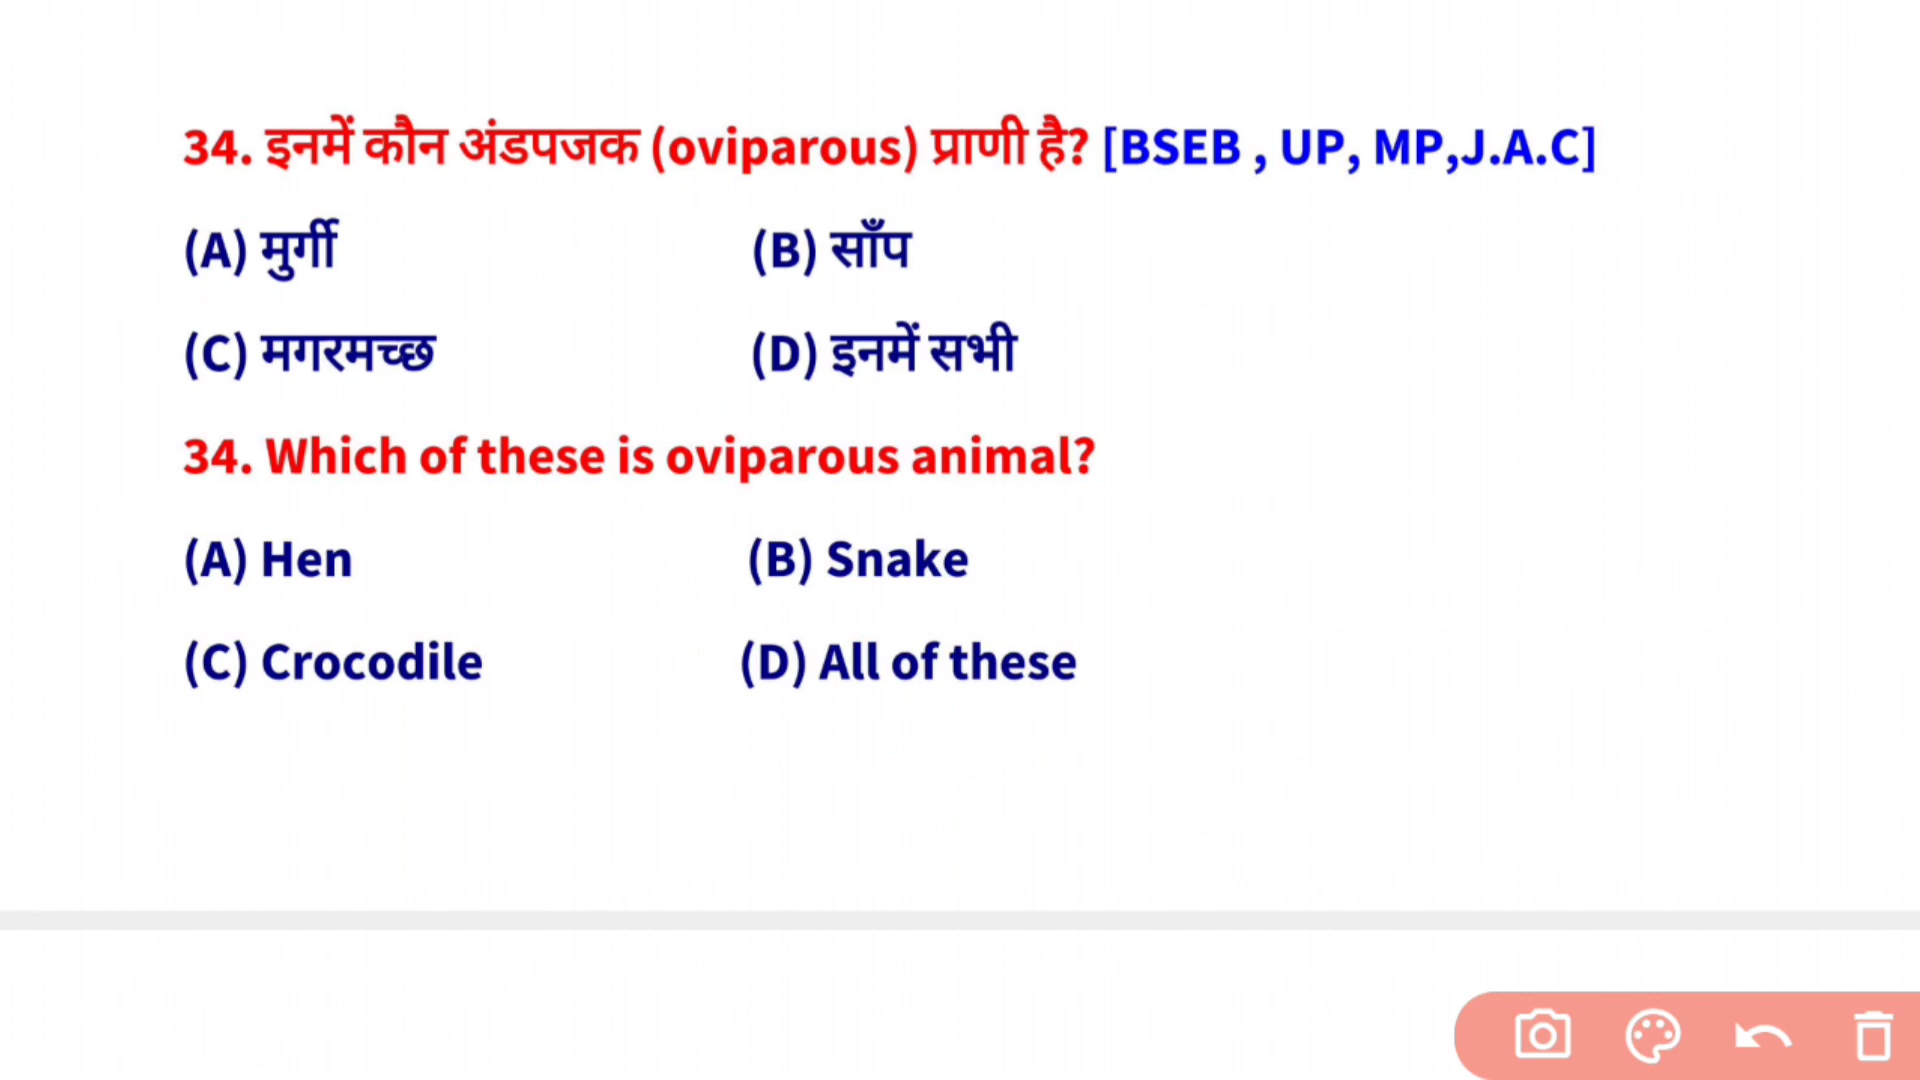 34. इनमें कौन अंडपजक (oviparous) प्राणी है? [BSEB , UP, MP,J.A.C]
(A) मुर्गी (B) साँप
(C) मगरमच्छ (D) इनमें सभी
34. Which of these is oviparous animal?
(A) Hen (B) Snake
(C) Crocodile (D) All of these